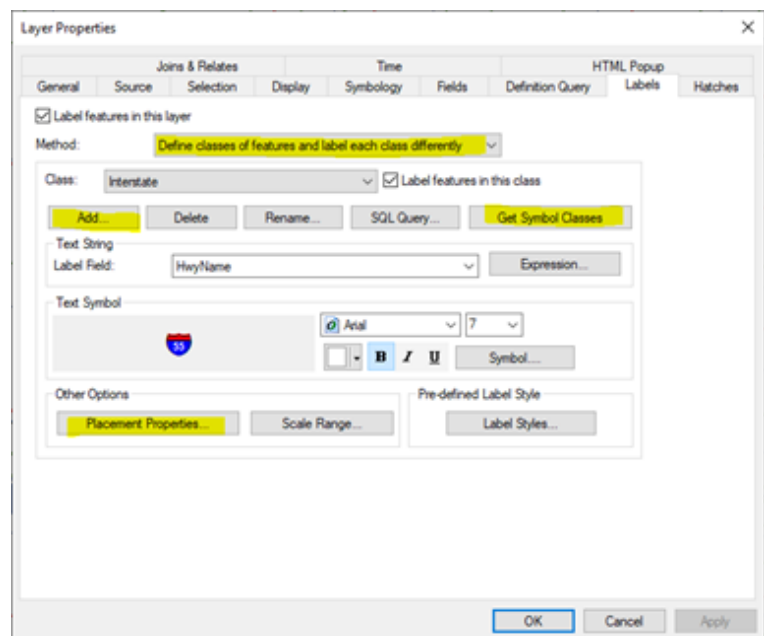 Layer Properties
Joins & Relates Time HTML Popup
General Source Selection Display Symbology Fields Definition Query Labels Hatches
Label features in this layer
Method: Define classes of features and label each class differently
Class: Interstate Label features in this class
Add... Delete Rename... SQL Query... Get Symbol Classes
Text String
Label Field: HwyName Expression...
Text Symbol
55
Arial 7
B I U Symbol...
Other Options Pre-defined Label Style
Placement Properties... Scale Range... Label Styles...
OK Cancel Apply